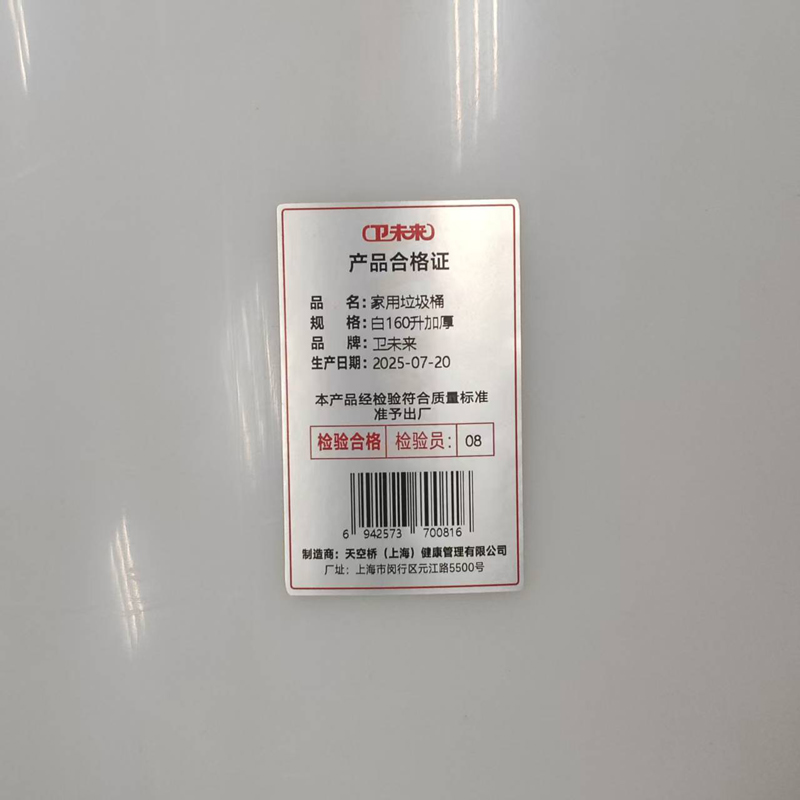 卫未来
产品合格证
品 名：家用垃圾桶
规 格：白160升加厚
品 牌：卫未来
生产日期：2025-07-20
本产品经检验符合质量标准
准予出厂
检验合格 检验员： 08
6 942573 700816
制造商：天空桥（上海）健康管理有限公司
厂址：上海市闵行区元江路5500号